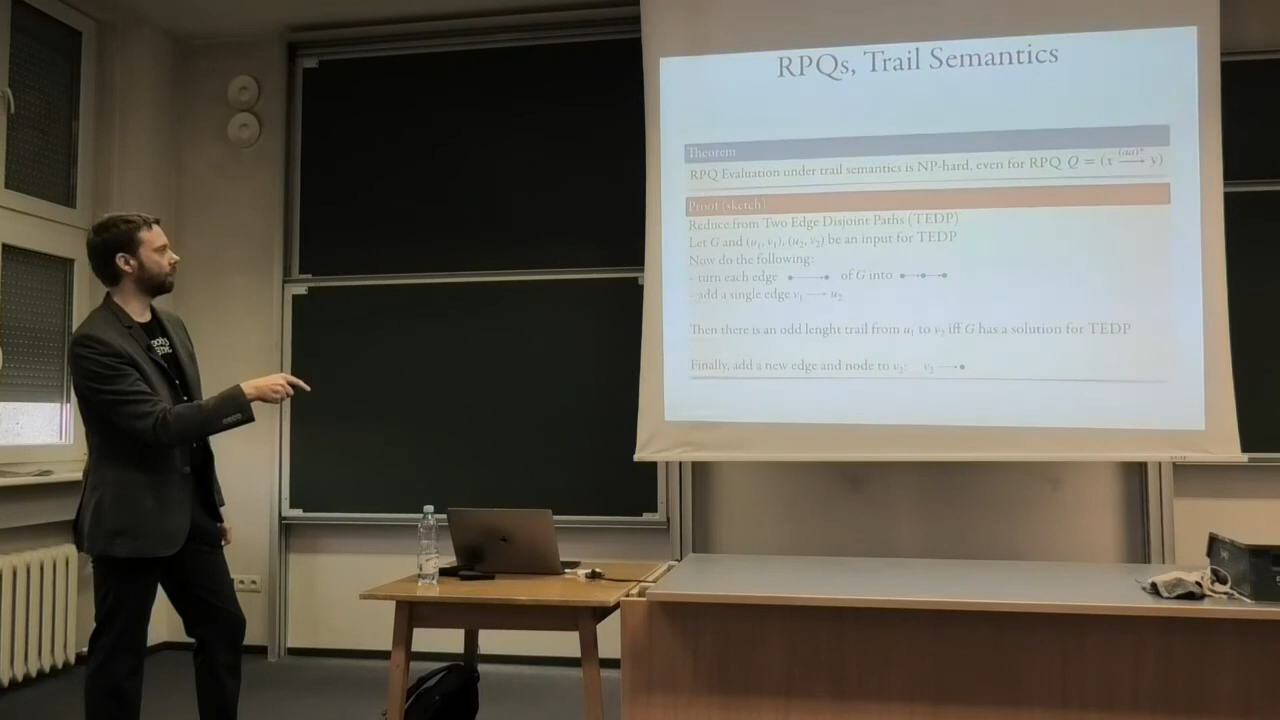 RPQs, Trail Semantics
Theorem
RPQ Evaluation under trail semantics is NP-hard, even for RPQ Q = (x —(aa)*→ y)
Proof (sketch)
Reduce from Two Edge Disjoint Paths (TEDP)
Let G and (u₁, v₁), (u₂, v₂) be an input for TEDP
Now do the following:
- turn each edge of G into
- add a single edge v₁ → u₂
Then there is an odd lenght trail from u₁ to v₂ iff G has a solution for TEDP
Finally, add a new edge and node to v₂: v₂ →